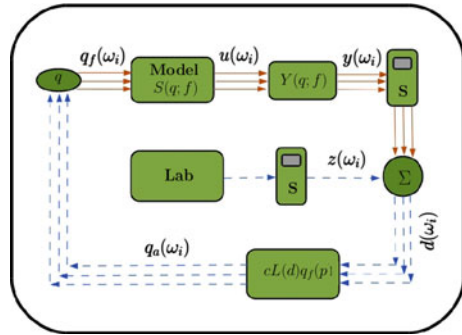 q_f(ω_i)
u(ω_i)
y(ω_i)
q
Model
S(q; f)
Y(q; f)
S
Lab
S
z(ω_i)
Σ
d(ω_i)
q_a(ω_i)
cL(d)q_f(p)